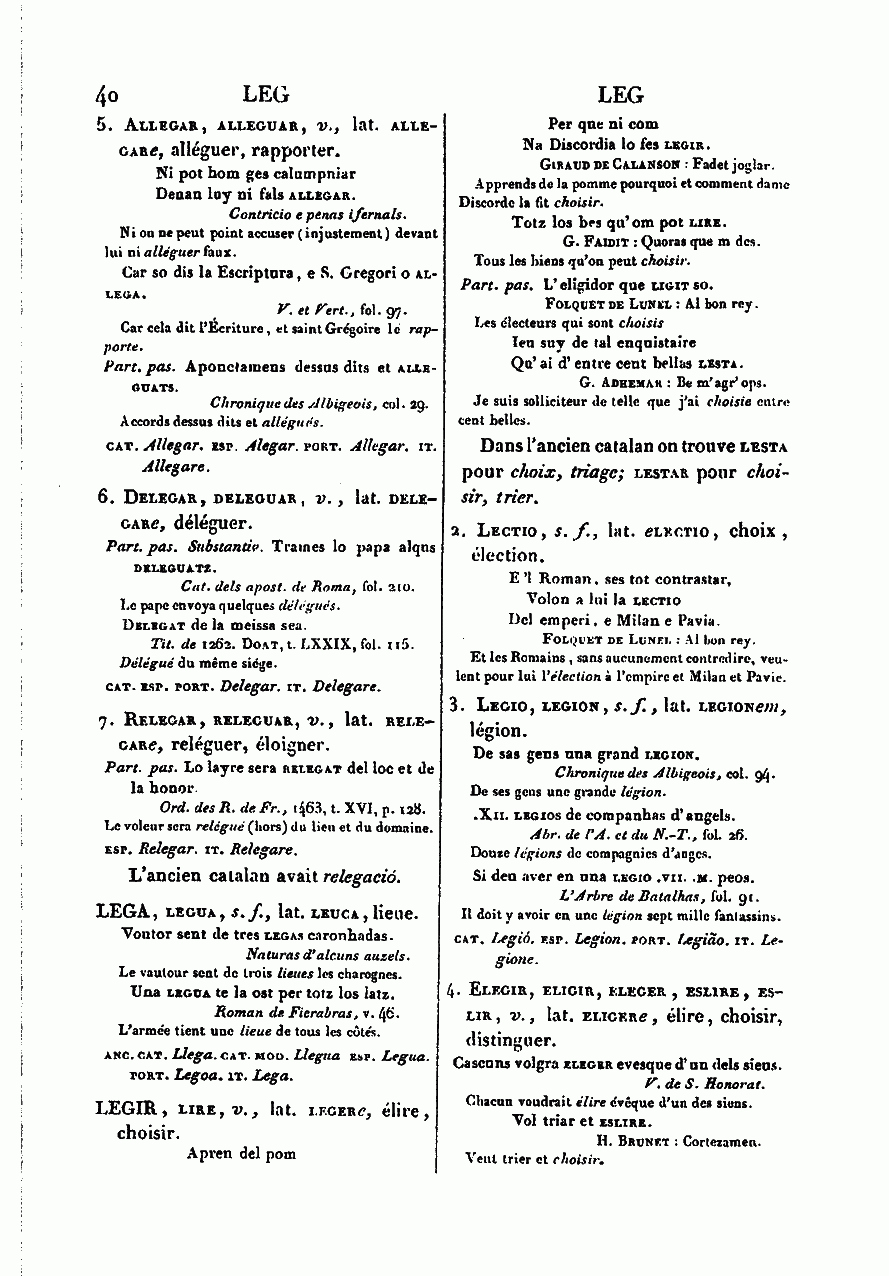 40 LEG LEG
5. ALLEGAR, ALLEGUAR, v., lat. ALLE-
GARe, alléguer, rapporter.
Ni pot hom ges calumpniar
Denan luy ni fals ALLEGAR.
Contricio e penas ifernals.
Ni on ne peut point accuser (injustement) devant
lui ni alléguer faux.
Car so dis la Escriptura, e S. Gregori o AL-
LEGA.
V. et Vert., fol. 97.
Car cela dit l'Écriture, et saint Grégoire le rap-
porte.
Part. pas. Aponctamens dessus dits et ALLE-
GUATS.
Chronique des Albigeois, col. 29.
Accords dessus dits et allégués.
CAT. Allegar. ESP. Alegar. PORT. Allegar. IT.
Allegare.
6. DELEGAR, DELEGUAR, v., lat. DELE-
GARe, déléguer.
Part. pas. Substantiv. Trames lo papa alqus
DELEGUATZ.
Cat. dels apost. de Roma, fol. 210.
Le pape envoya quelques délégués.
DELEGAT de la meissa sea.
Tit. de 1262. DOAT, t. LXXIX, fol. 115.
Délégué du même siége.
CAT. ESP. PORT. Delegar. IT. Delegare.
7. RELEGAR, RELEGUAR, v., lat. RELE-
GARe, reléguer, éloigner.
Part. pas. Lo layre sera RELEGAT del loc et de
la honor.
Ord. des R. de Fr., 1463, t. XVI, p. 128.
Le voleur sera relégué (hors) du lieu et du domaine.
ESP. Relegar. IT. Relegare.
L'ancien catalan avait relegació.
LEGA, LEGUA, s. f., lat. LEUCA, lieue.
Voutor sent de tres LEGAS caronhadas.
Naturas d'alcuns auzels.
Le vautour sent de trois lieues les charognes.
Una LEGUA te la ost per totz los latz.
Roman de Fierabras, v. 46.
L'armée tient une lieue de tous les côtés.
ANC. CAT. Llega. CAT. MOD. Llegua ESP. Legua.
PORT. Legoa. IT. Lega.
LEGIR, LIRE, v., lat. LEGERe, élire,
choisir.
Apren del pom
Per que ni com
Na Discordia lo fes LEGIR.
GIRAUD DE CALANSON : Fadet joglar.
Apprends de la pomme pourquoi et comment dame
Discorde la fit choisir.
Totz los bes qu'om pot LIRE.
G. FAIDIT : Quoras que m des.
Tous les biens qu'on peut choisir.
Part. pas. L'eligidor que LIGIT so.
FOLQUET DE LUNEL : Al bon rey.
Les électeurs qui sont choisis
Ieu suy de tal enquistaire
Qu'ai d'entre cent bellas LESTA.
G. ADHEMAR : Be m'agr'ops.
Je suis solliciteur de telle que j'ai choisie entre
cent belles.
Dans l'ancien catalan on trouve LESTA
pour choix, triage; LESTAR pour choi-
sir, trier.
2. LECTIO, s. f., lat. eLECTIO, choix,
élection.
E 'l Roman, ses tot contrastar,
Volon a lui la LECTIO
Del emperi, e Milan e Pavia.
FOLQUET DE LUNEL : Al bon rey.
Et les Romains, sans aucunement contredire, veu-
lent pour lui l'élection à l'empire et Milan et Pavie.
3. LEGIO, LEGION, s. f., lat. LEGIONem,
légion.
De sas gens una grand LEGION.
Chronique des Albigeois, col. 94.
De ses gens une grande légion.
.XII. LEGIOS de companhas d'angels.
Abr. de l'A. et du N.-T., fol. 26.
Douze légions de compagnies d'anges.
Si deu aver en una LEGIO .VII. .M. peos.
L'Arbre de Batalhas, fol. 91.
Il doit y avoir en une légion sept mille fantassins.
CAT. Legió. ESP. Legion. PORT. Legião. IT. Le-
gione.
4. ELEGIR, ELIGIR, ELEGER, ESLIRE, ES-
LIR, v., lat. ELIGERe, élire, choisir,
distinguer.
Cascuns volgra ELEGER evesque d'un dels sieus.
V. de S. Honorat.
Chacun voudrait élire évêque d'un des siens.
Vol triar et ESLIRE.
H. BRUNET : Cortezamen.
Veut trier et choisir.